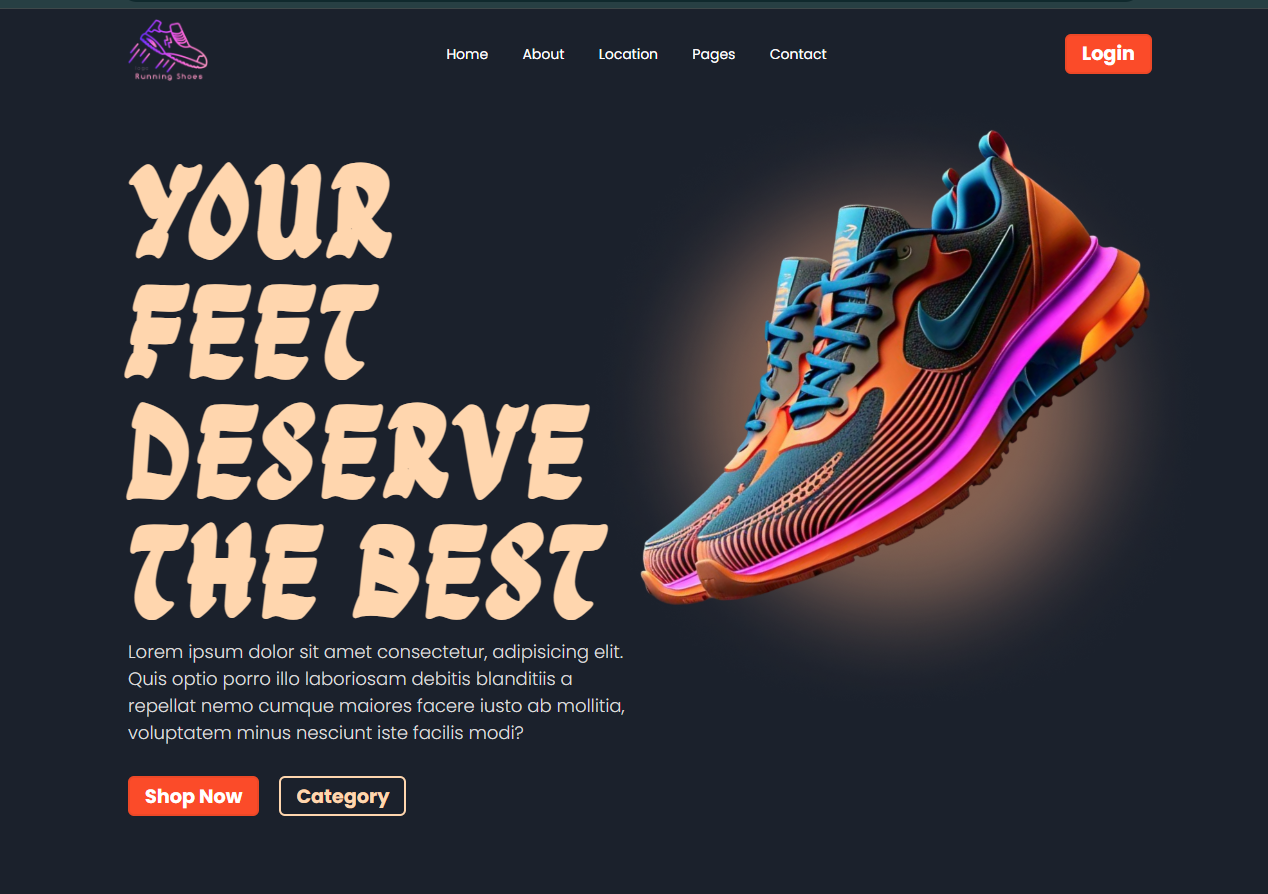 Running Shoes
Home About Location Pages Contact
Login
YOUR
FEET
DESERVE
THE BEST
Lorem ipsum dolor sit amet consectetur, adipisicing elit.
Quis optio porro illo laboriosam debitis blanditiis a
repellat nemo cumque maiores facere iusto ab mollitia,
voluptatem minus nesciunt iste facilis modi?
Shop Now Category